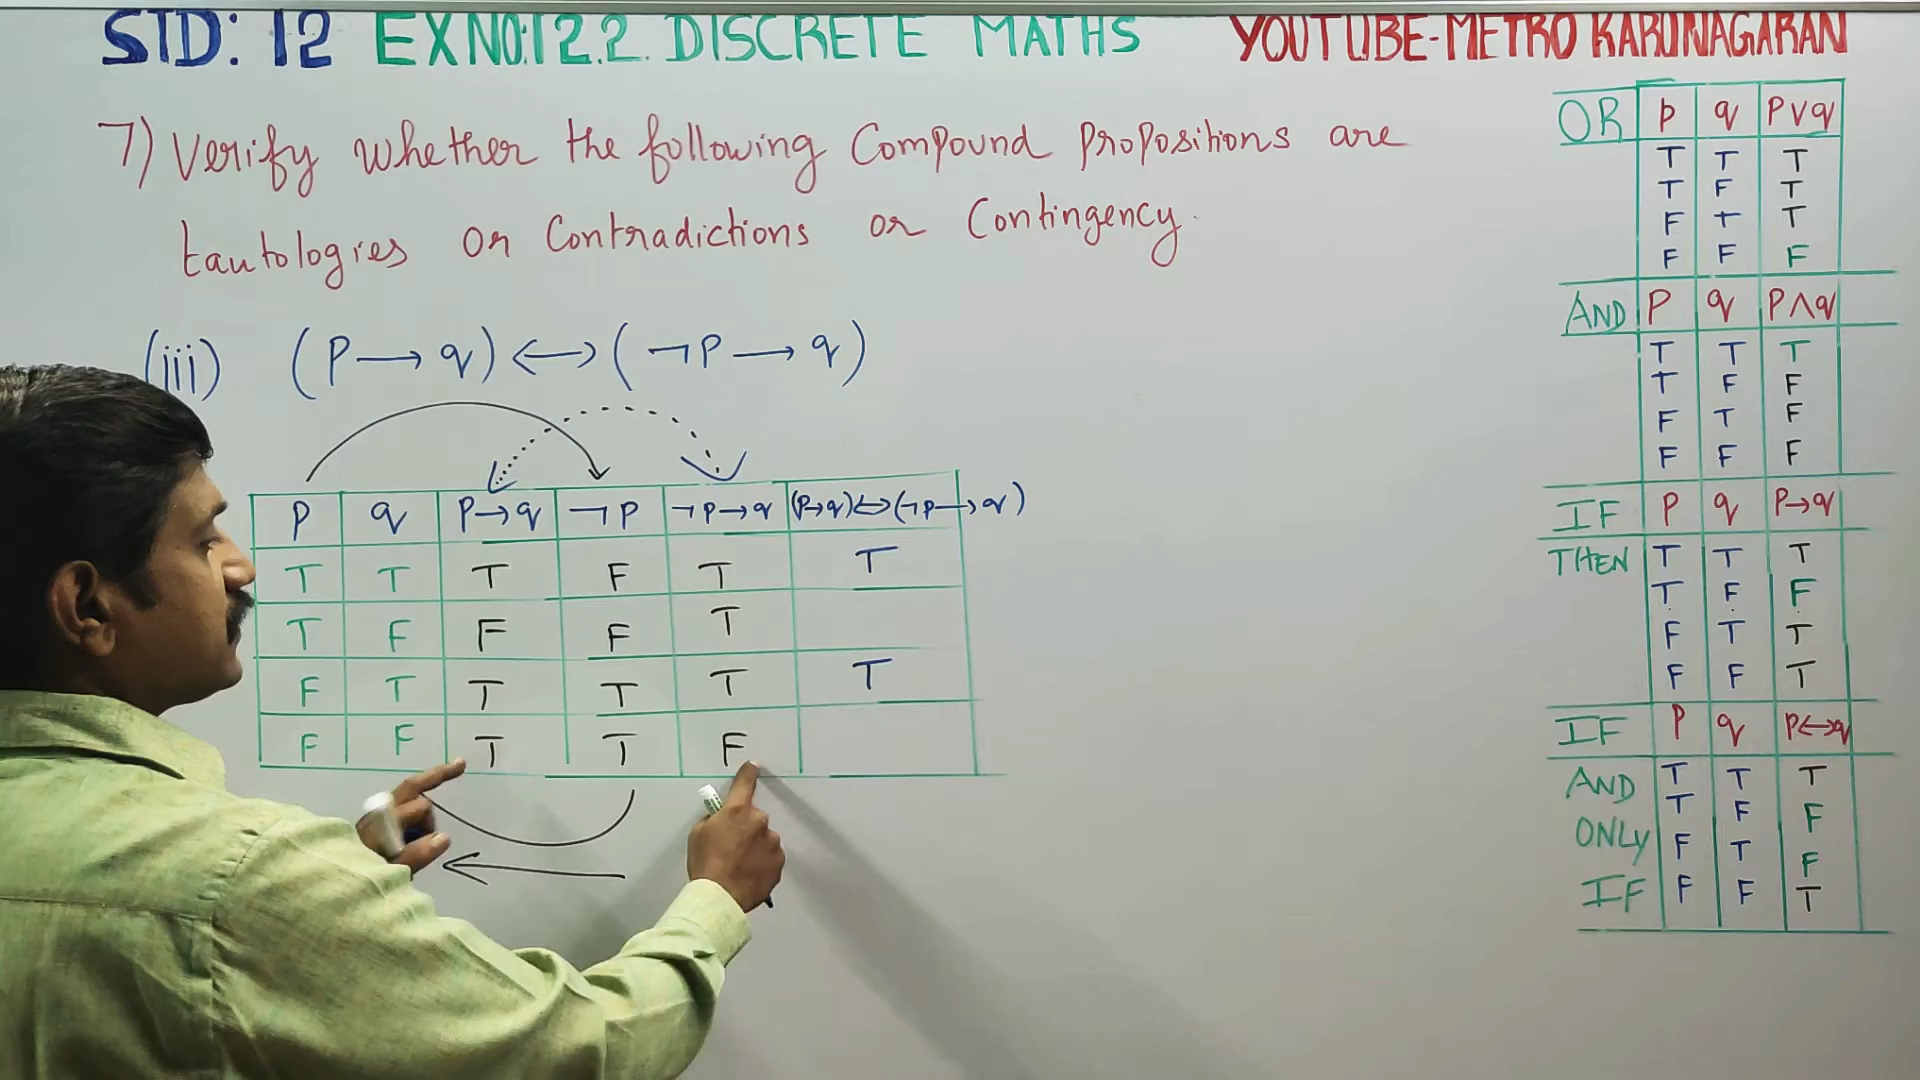 STD: 12 EX NO:12.2. DISCRETE MATHS YOUTUBE-METRO KARUNAGARAN
7) Verify whether the following Compound Propositions are
tautologies or Contradictions or Contingency.
(iii) (P → q) ↔ (¬P → q)
P q P→q ¬P ¬P→q (P→q)↔(¬P→q)
T T T F T T
T F F F T
F T T T T T
F F T T F
OR P q P∨q
T T T
T F T
F T T
F F F
AND P q P∧q
T T T
T F F
F T F
F F F
IF P q P→q
THEN T T T
T F F
F T T
F F T
IF P q P↔q
AND T T T
T F F
ONLY F T F
IF F F T